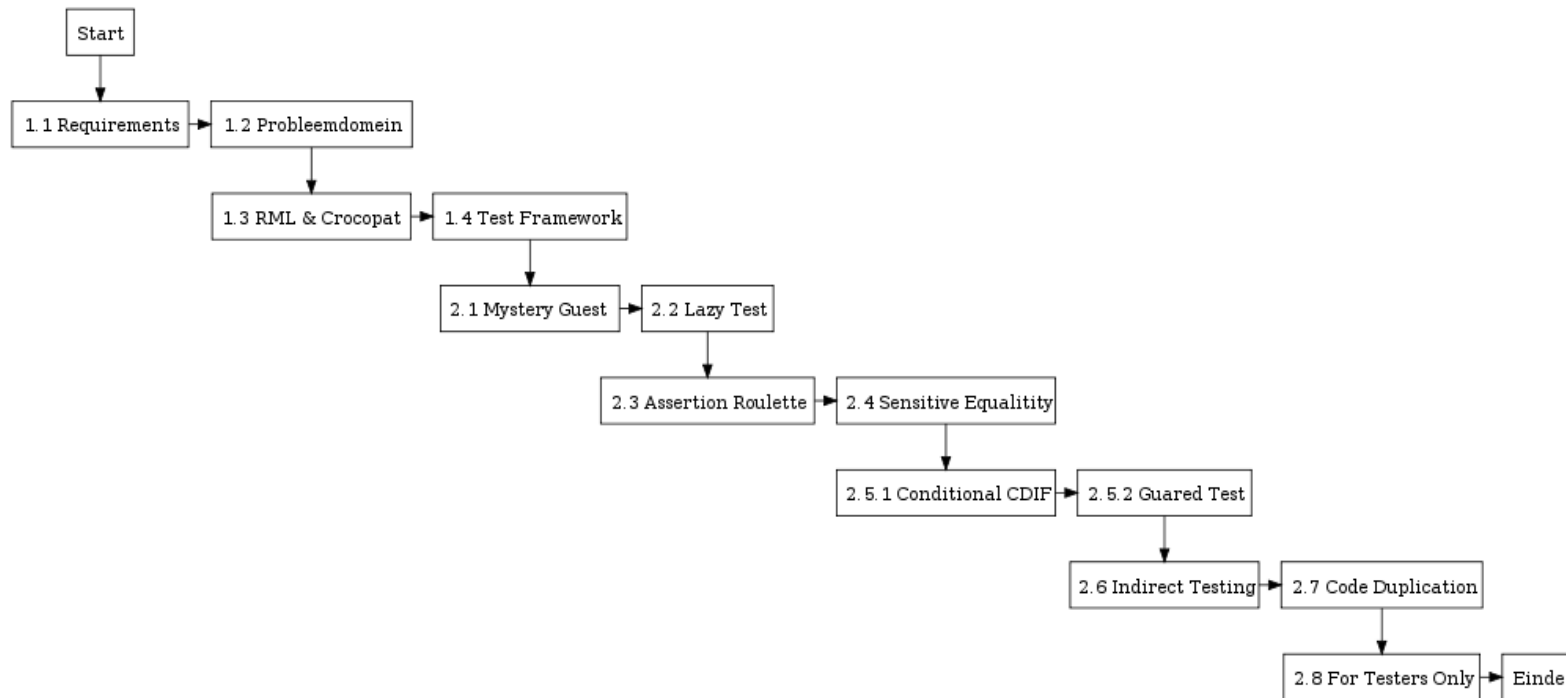 Start
1.1 Requirements
1.2 Probleemdomein
1.3 RML & Crocopat
1.4 Test Framework
2.1 Mystery Guest
2.2 Lazy Test
2.3 Assertion Roulette
2.4 Sensitive Equalitity
2.5.1 Conditional CDIF
2.5.2 Guared Test
2.6 Indirect Testing
2.7 Code Duplication
2.8 For Testers Only
Einde